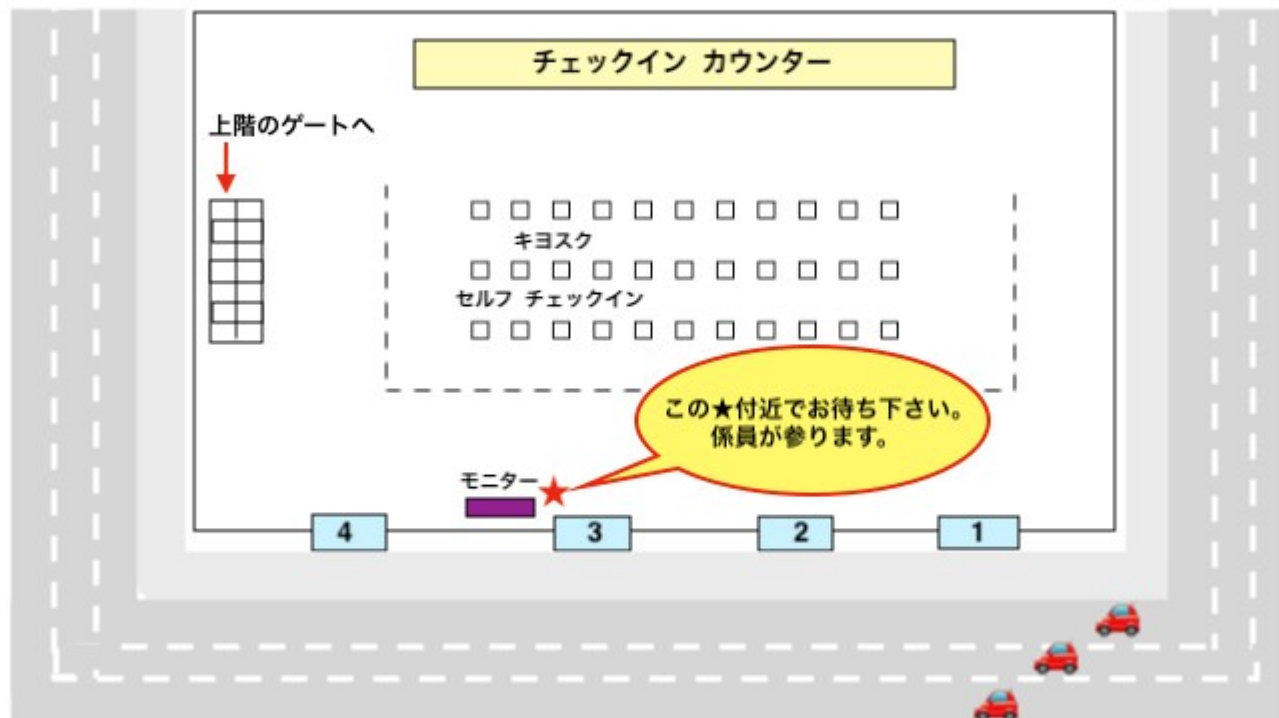 チェックイン カウンター
上階のゲートへ
キヨスク
セルフ チェックイン
この★付近でお待ち下さい。
係員が参ります。
モニター
4
3
2
1